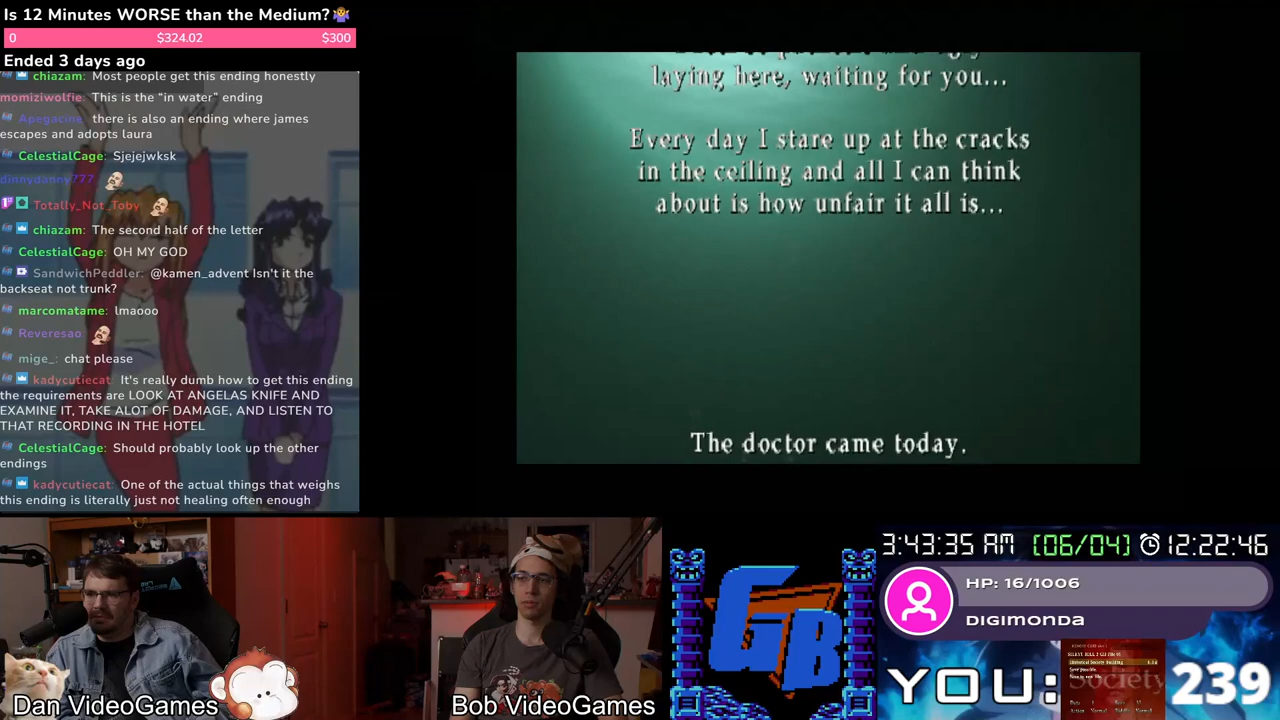 Is 12 Minutes WORSE than the Medium?🤷
0 $324.02 $300
Ended 3 days ago
chiazam: Most people get this ending honestly
momiziwolfie: This is the “in water” ending
Apegacine: there is also an ending where james
escapes and adopts laura
CelestialCage: Sjejejwksk
dinnydanny777
Totally_Not_Toby:
chiazam: The second half of the letter
CelestialCage: OH MY GOD
SandwichPeddler: @kamen_advent Isn't it the
backseat not trunk?
marcomatame: lmaooo
Reveresao
mige_: chat please
kadycutiecat: It's really dumb how to get this ending
the requirements are LOOK AT ANGELAS KNIFE AND
EXAMINE IT, TAKE ALOT OF DAMAGE, AND LISTEN TO
THAT RECORDING IN THE HOTEL
CelestialCage: Should probably look up the other
endings
kadycutiecat: One of the actual things that weighs
this ending is literally just not healing often enough
laying here, waiting for you...
Every day I stare up at the cracks
in the ceiling and all I can think
about is how unfair it all is...
The doctor came today.
Dan VideoGames
Bob VideoGames
GB
3:43:35 AM [06/04] 12:22:46
HP: 16/1006
DIGIMONDA
YOU:
Society
239